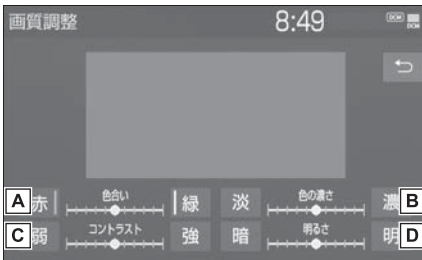 画質調整 8:49 DCM DCM
A 赤 色合い 緑 淡 色の濃さ 濃 B
C 弱 コントラスト 強 暗 明るさ 明 D